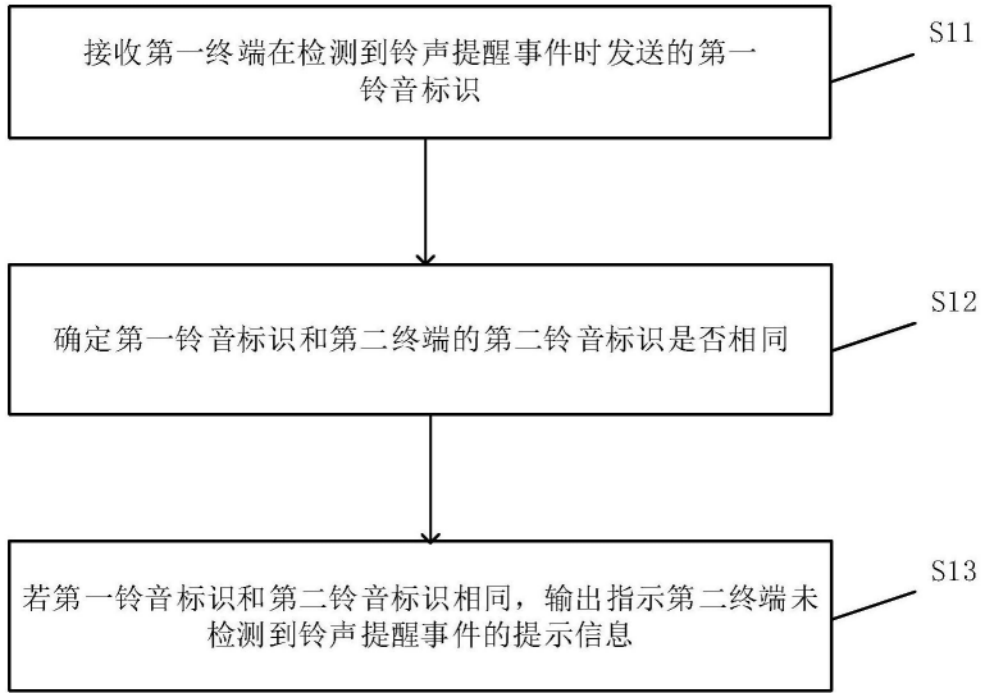 接收第一终端在检测到铃声提醒事件时发送的第一
铃音标识
S11
确定第一铃音标识和第二终端的第二铃音标识是否相同
S12
若第一铃音标识和第二铃音标识相同，输出指示第二终端未
检测到铃声提醒事件的提示信息
S13